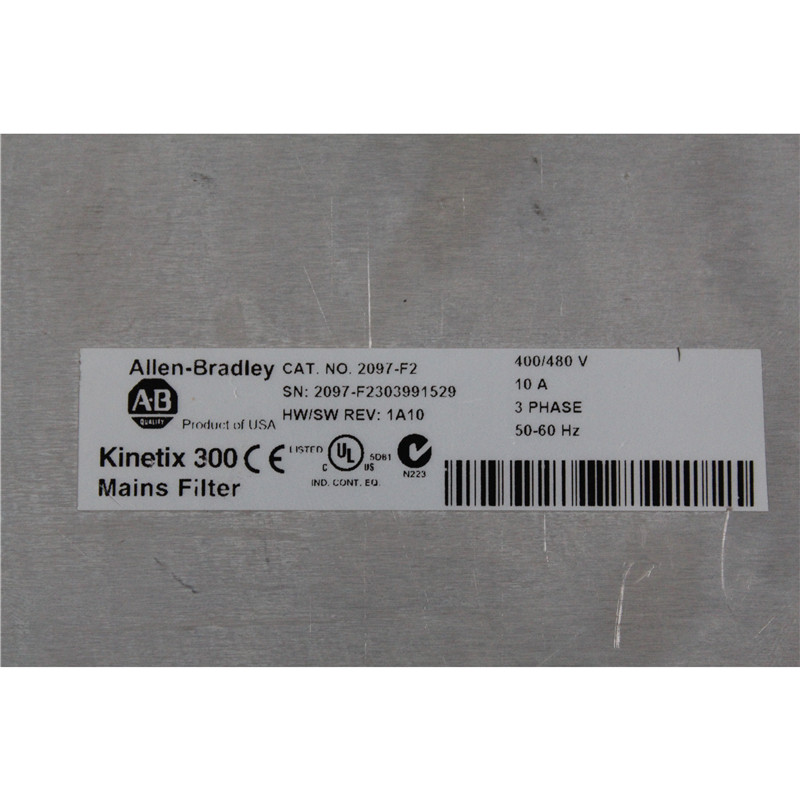 Allen-Bradley
A-B
QUALITY
Product of USA
CAT. NO. 2097-F2
SN: 2097-F2303991529
HW/SW REV: 1A10
400/480 V
10 A
3 PHASE
50-60 Hz
Kinetix 300
Mains Filter
CE
LISTED
C UL US
5D61
IND. CONT. EQ.
N223